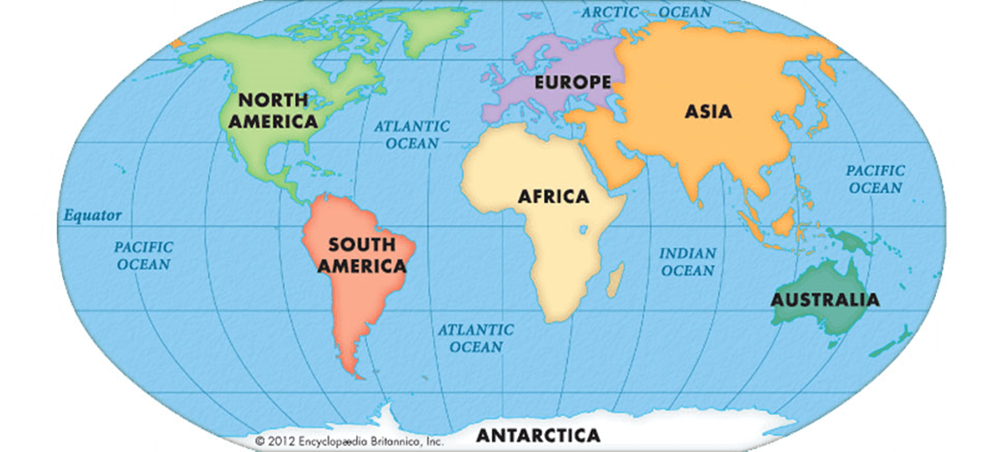 ARCTIC OCEAN
EUROPE
NORTH
AMERICA
ASIA
ATLANTIC
OCEAN
PACIFIC
OCEAN
AFRICA
Equator
SOUTH
AMERICA
PACIFIC
OCEAN
INDIAN
OCEAN
AUSTRALIA
ATLANTIC
OCEAN
ANTARCTICA
© 2012 Encyclopædia Britannica, Inc.